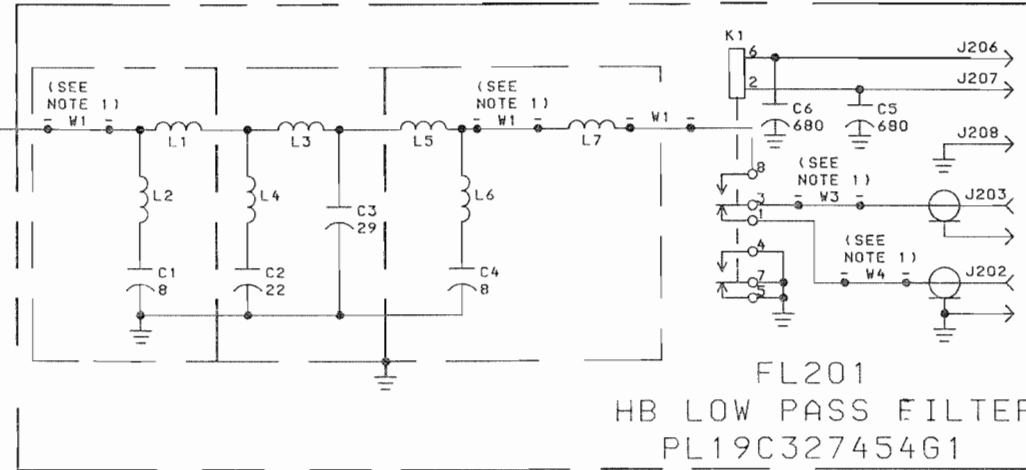 K1
6
J206
2
J207
(SEE
NOTE 1)
W1
(SEE
NOTE 1)
W1
W1
L1
L3
L5
L7
C6
680
C5
680
J208
8
(SEE
NOTE 1)
W3
3
J203
1
L2
L4
C3
29
L6
(SEE
NOTE 1)
W4
4
J202
7
5
C1
8
C2
22
C4
8
FL201
HB LOW PASS FILTER
PL19C327454G1